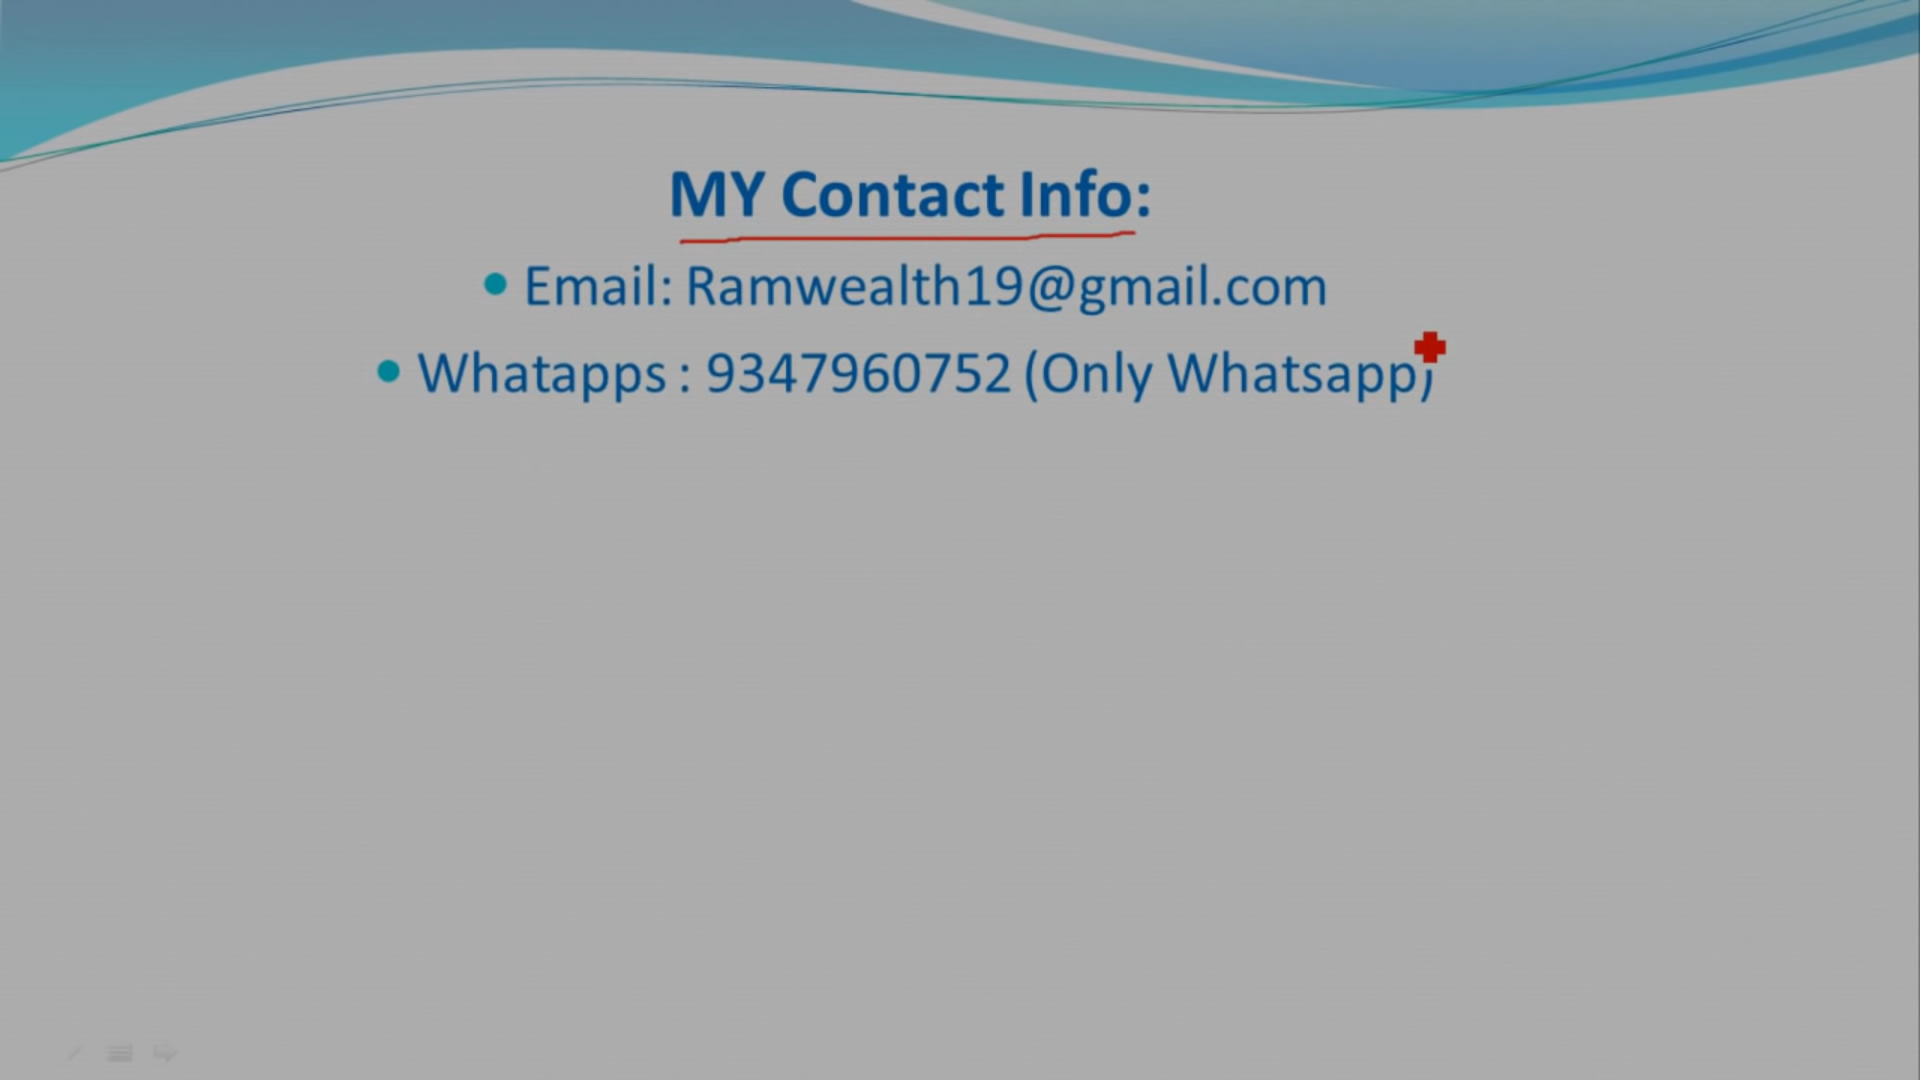 MY Contact Info:
• Email: Ramwealth19@gmail.com
• Whatapps : 9347960752 (Only Whatsapp)